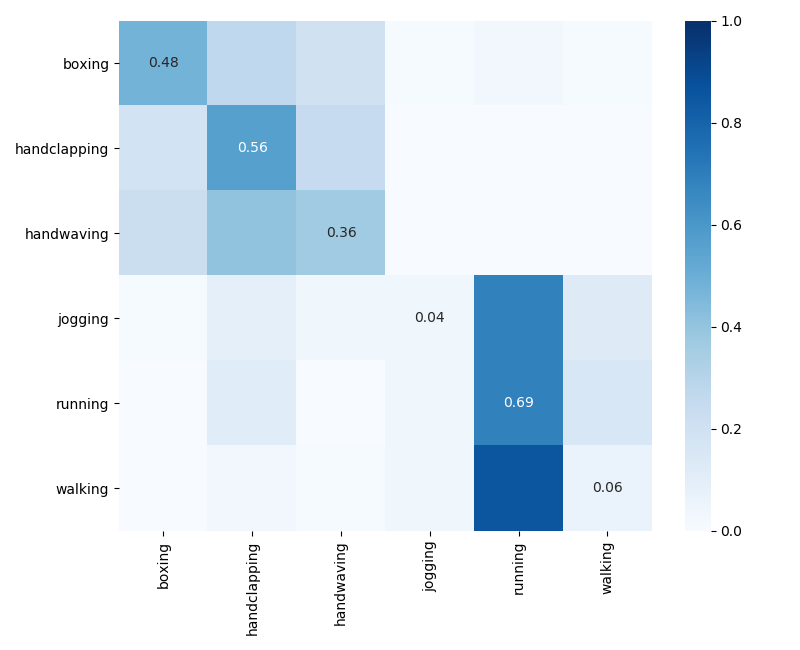 boxing
handclapping
handwaving
jogging
running
walking
0.48
0.56
0.36
0.04
0.69
0.06
boxing
handclapping
handwaving
jogging
running
walking
1.0
0.8
0.6
0.4
0.2
0.0